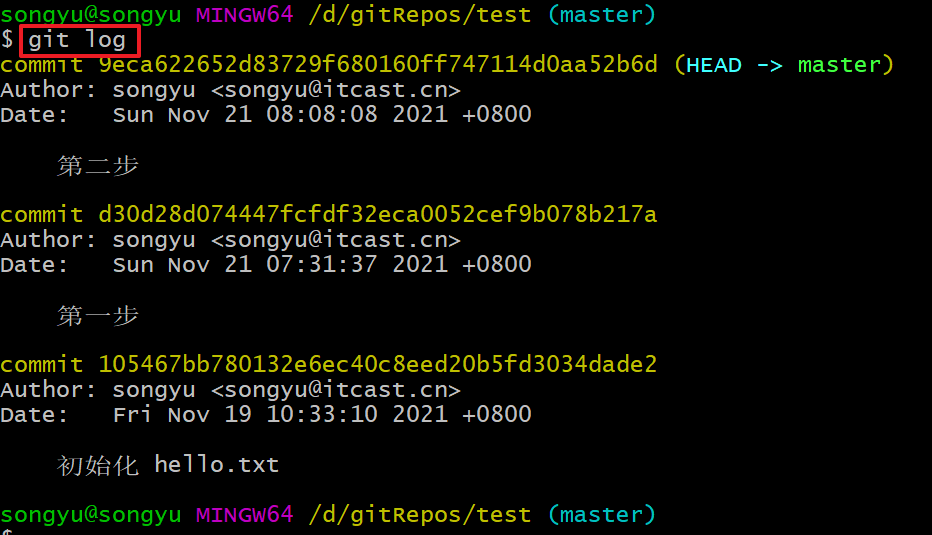 songyu@songyu MINGW64 /d/gitRepos/test (master)
$ git log
commit 9eca622652d83729f680160ff747114d0aa52b6d (HEAD -> master)
Author: songyu <songyu@itcast.cn>
Date:   Sun Nov 21 08:08:08 2021 +0800
第二步
commit d30d28d074447fcfdf32eca0052cef9b078b217a
Author: songyu <songyu@itcast.cn>
Date:   Sun Nov 21 07:31:37 2021 +0800
第一步
commit 105467bb780132e6ec40c8eed20b5fd3034dade2
Author: songyu <songyu@itcast.cn>
Date:   Fri Nov 19 10:33:10 2021 +0800
初始化 hello.txt
songyu@songyu MINGW64 /d/gitRepos/test (master)